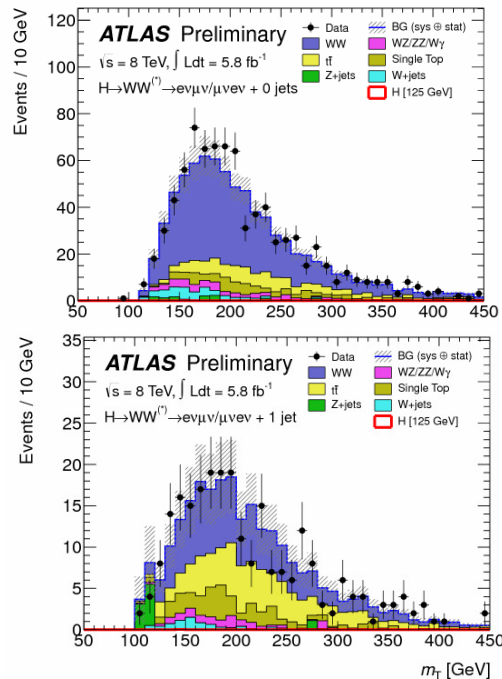 Events / 10 GeV
120
100
80
60
40
20
0
ATLAS Preliminary
√s = 8 TeV, ∫ Ldt = 5.8 fb⁻¹
H→WW(*)→eνμν/μνeν + 0 jets
Data
BG (sys ⊕ stat)
WW
WZ/ZZ/Wγ
tt̄
Single Top
Z+jets
W+jets
H [125 GeV]
50 100 150 200 250 300 350 400 450
Events / 10 GeV
35
30
25
20
15
10
5
0
ATLAS Preliminary
√s = 8 TeV, ∫ Ldt = 5.8 fb⁻¹
H→WW(*)→eνμν/μνeν + 1 jet
Data
BG (sys ⊕ stat)
WW
WZ/ZZ/Wγ
tt̄
Single Top
Z+jets
W+jets
H [125 GeV]
50 100 150 200 250 300 350 400 450
m_T [GeV]